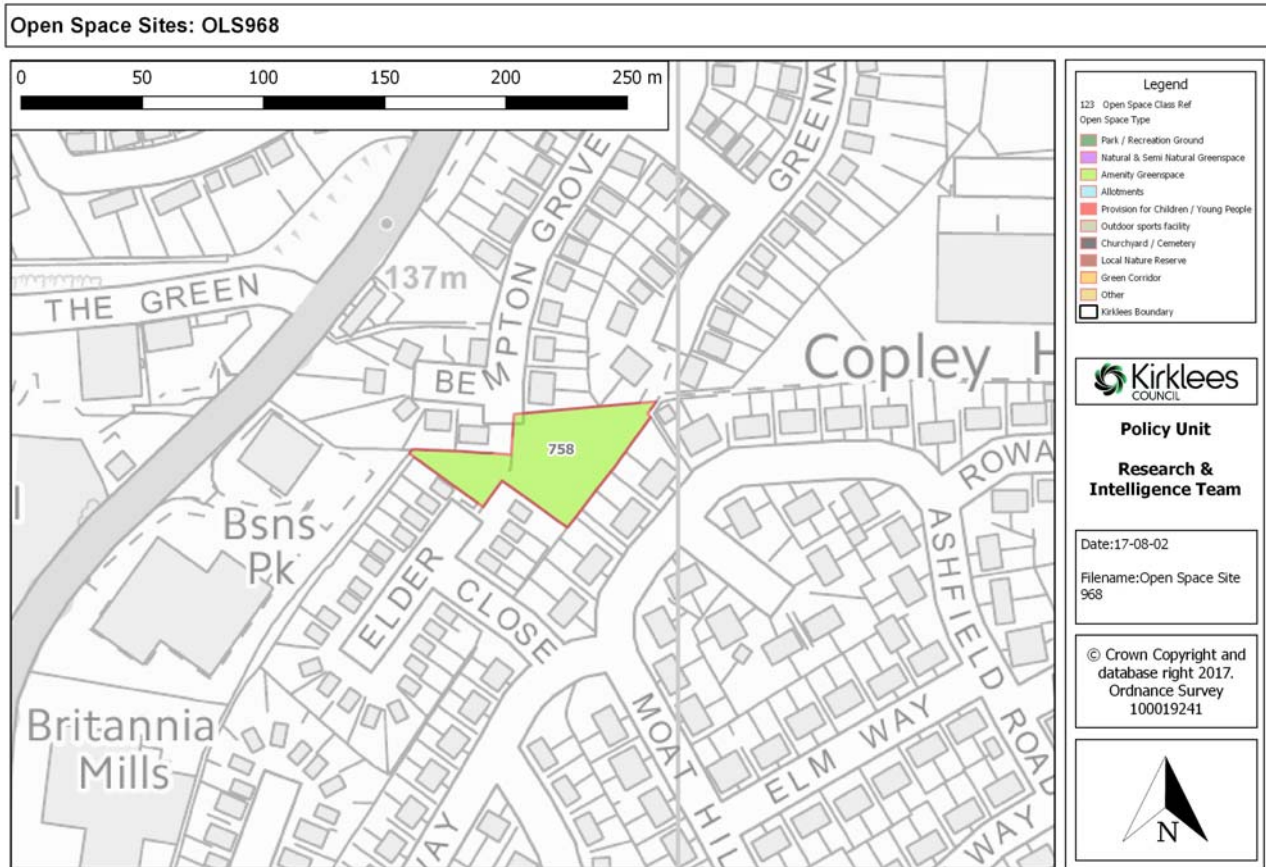 Open Space Sites: OLS968
0 50 100 150 200 250 m
THE GREEN
137m
BEMPTON GROVE
GREENA
Copley H
758
Bsns
Pk
ELDER
CLOSE
ROWA
ASHFIELD ROAD
MOAT HIL
ELM WAY
WAY
WAY
Britannia
Mills
l
Legend
123 Open Space Class Ref
Open Space Type
Park / Recreation Ground
Natural & Semi Natural Greenspace
Amenity Greenspace
Allotments
Provision for Children / Young People
Outdoor sports facility
Churchyard / Cemetery
Local Nature Reserve
Green Corridor
Other
Kirklees Boundary
Kirklees
COUNCIL
Policy Unit
Research &
Intelligence Team
Date:17-08-02
Filename:Open Space Site
968
© Crown Copyright and
database right 2017.
Ordnance Survey
100019241
N